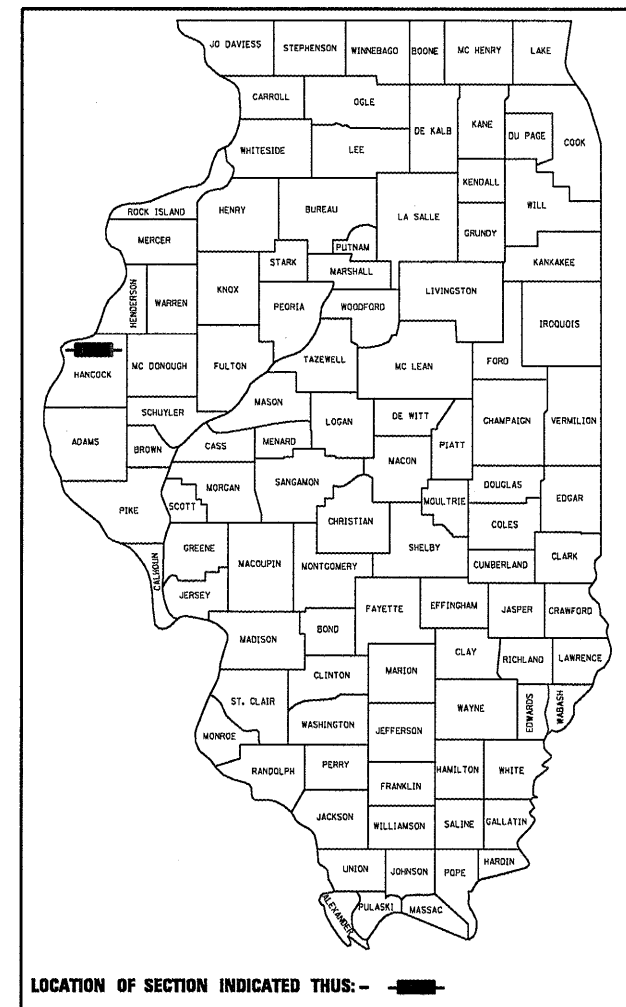 JO DAVIESS STEPHENSON WINNEBAGO BOONE MC HENRY LAKE
CARROLL OGLE DE KALB KANE DU PAGE COOK
WHITESIDE LEE
KENDALL WILL
ROCK ISLAND HENRY BUREAU LA SALLE
MERCER PUTNAM GRUNDY
STARK MARSHALL KANKAKEE
HENDERSON WARREN KNOX PEORIA WOODFORD LIVINGSTON
IROQUOIS
HANCOCK MC DONOUGH FULTON TAZEWELL MC LEAN FORD
MASON
SCHUYLER LOGAN DE WITT CHAMPAIGN VERMILION
ADAMS BROWN CASS MENARD PIATT
MACON
PIKE SCOTT MORGAN SANGAMON MOULTRIE DOUGLAS EDGAR
CHRISTIAN COLES
GREENE SHELBY
CALHOUN JERSEY MACOUPIN MONTGOMERY CUMBERLAND CLARK
FAYETTE EFFINGHAM JASPER CRAWFORD
MADISON BOND
CLAY RICHLAND LAWRENCE
CLINTON MARION
ST. CLAIR WAYNE EDWARDS WABASH
WASHINGTON JEFFERSON
MONROE
RANDOLPH PERRY HAMILTON WHITE
FRANKLIN
JACKSON WILLIAMSON SALINE GALLATIN
UNION JOHNSON POPE HARDIN
ALEXANDER PULASKI MASSAC
LOCATION OF SECTION INDICATED THUS: -